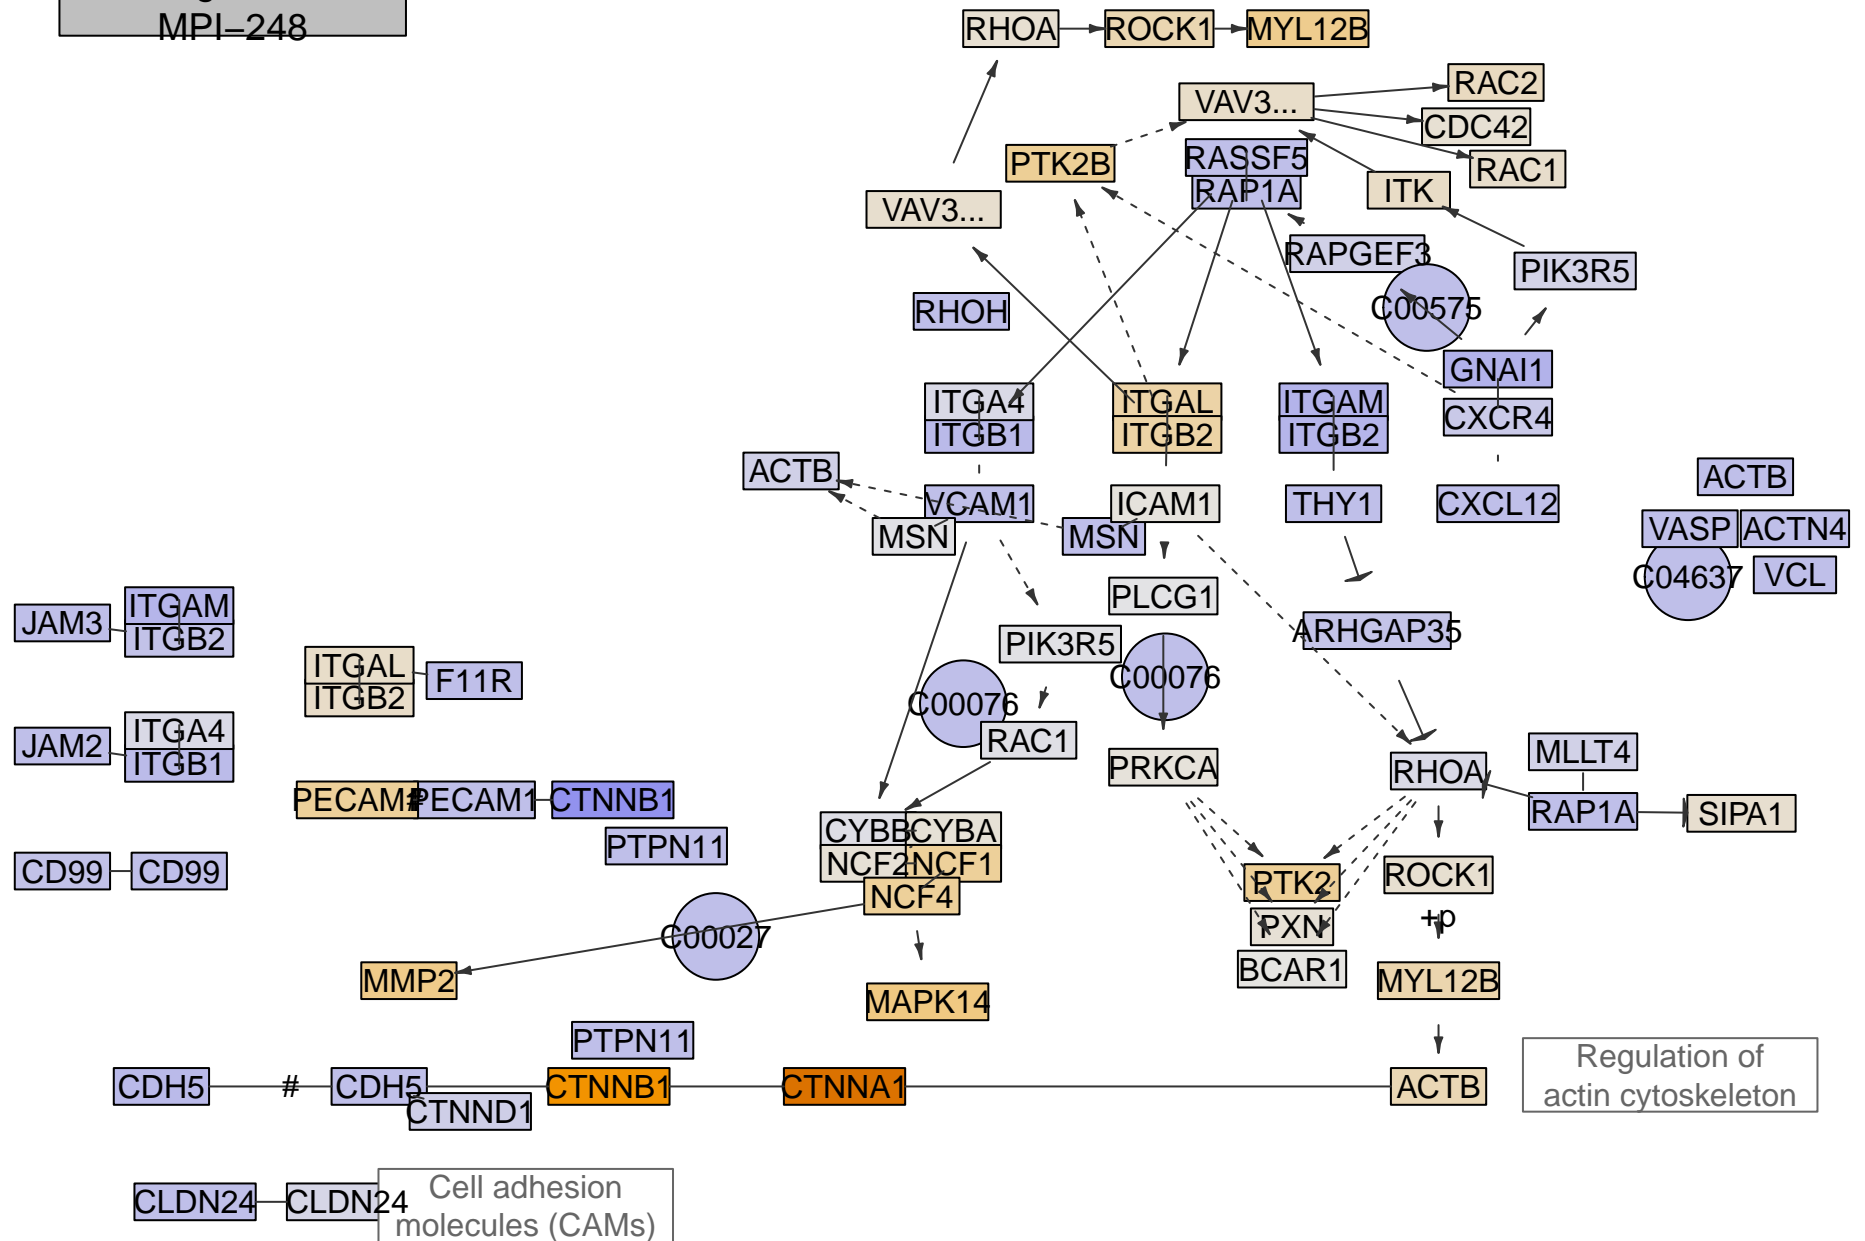 MPI−248
RHOA
ROCK1
MYL12B
RAC2
VAV3...
CDC42
RASSF5
PTK2B
RAC1
RAP1A
ITK
VAV3...
RAPGEF3
PIK3R5
C00575
RHOH
GNAI1
ITGA4
ITGAL
ITGAM
CXCR4
ITGB1
ITGB2
ITGB2
ACTB
ACTB
VCAM1
ICAM1
THY1
CXCL12
MSN
MSN
VASP
ACTN4
C04637
VCL
PLCG1
ITGAM
JAM3
ITGB2
ARHGAP35
PIK3R5
ITGAL
F11R
ITGB2
C00076
C00076
ITGA4
JAM2
ITGB1
RAC1
MLLT4
PRKCA
RHOA
PECAM1
#
PECAM1
CTNNB1
RAP1A
SIPA1
CYBB
CYBA
PTPN11
NCF2
NCF1
CD99
CD99
ROCK1
PTK2
NCF4
+p
PXN
C00027
BCAR1
MMP2
MYL12B
MAPK14
PTPN11
Regulation of
actin cytoskeleton
CDH5
#
CDH5
CTNNB1
CTNNA1
ACTB
CTNND1
CLDN24
CLDN24
Cell adhesion
molecules (CAMs)